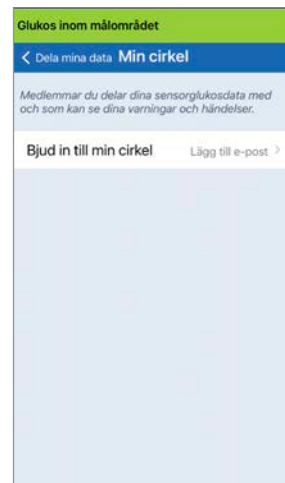 Glukos inom målområdet
Dela mina data Min cirkel
Medlemmar du delar dina sensorglukosdata med
och som kan se dina varningar och händelser.
Bjud in till min cirkel Lägg till e-post